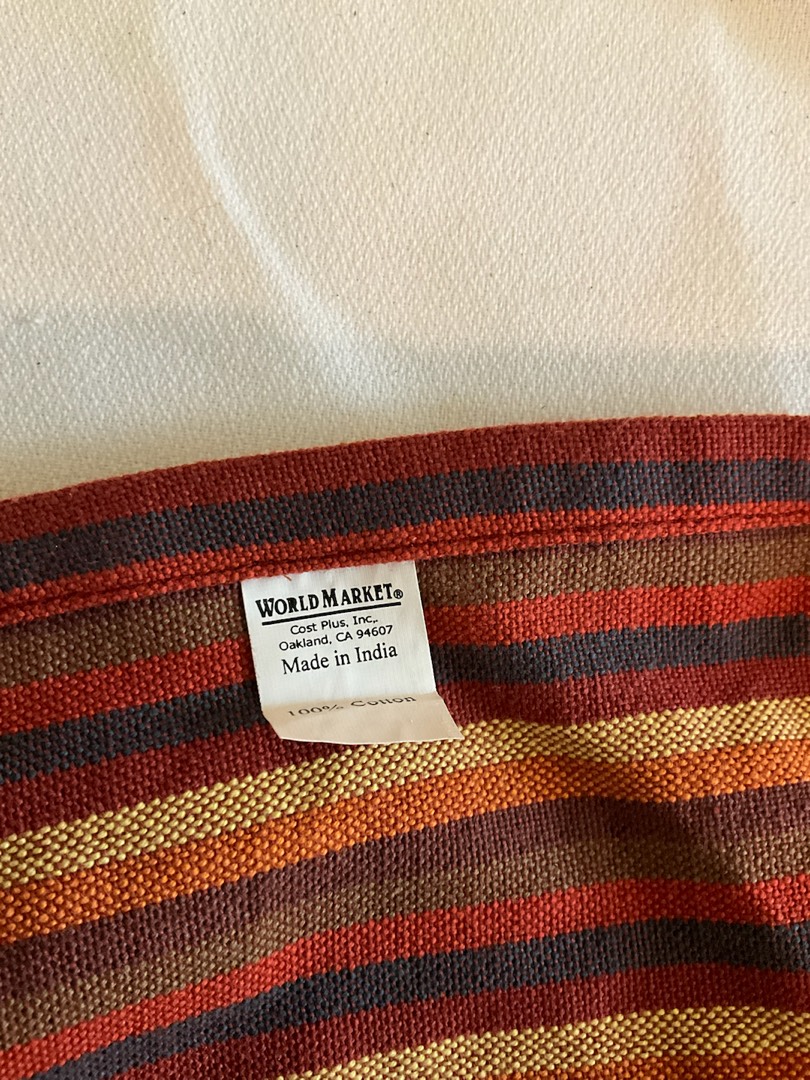 WORLD MARKET®
Cost Plus, Inc,.
Oakland, CA 94607
Made in India
100% Cotton